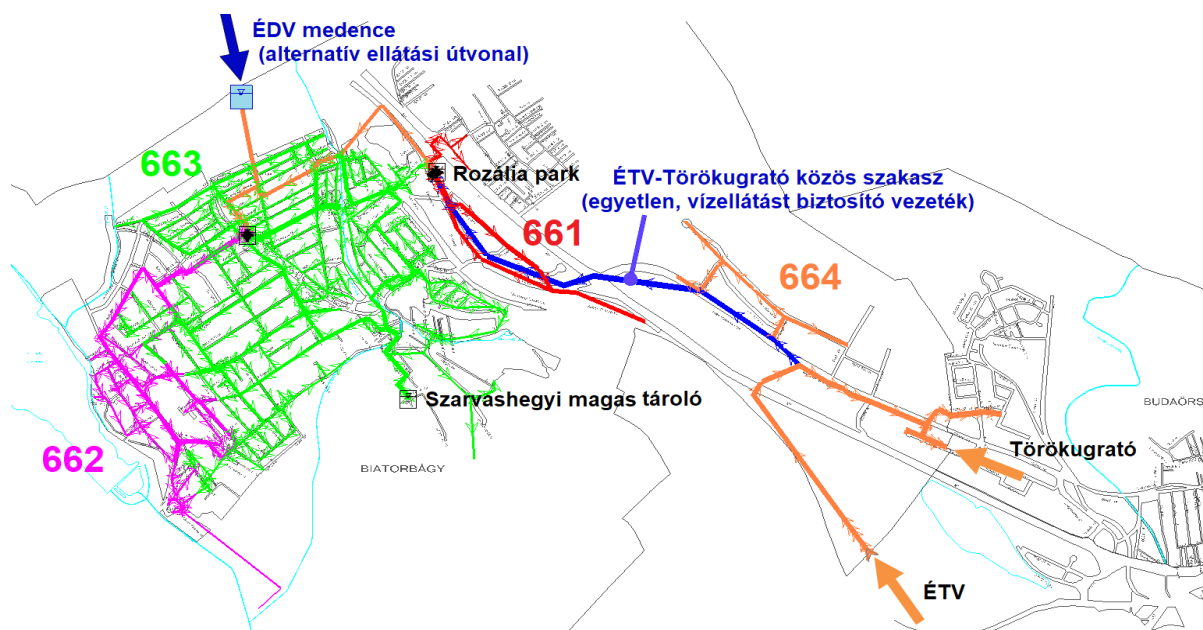 ÉDV medence
(alternatív ellátási útvonal)
663
Rozália park
ÉTV-Törökugrató közös szakasz
(egyetlen, vízellátást biztosító vezeték)
661
664
Szarvashegyi magas tároló
BUDAÖRS
Törökugrató
662
BIATORBÁGY
ÉTV